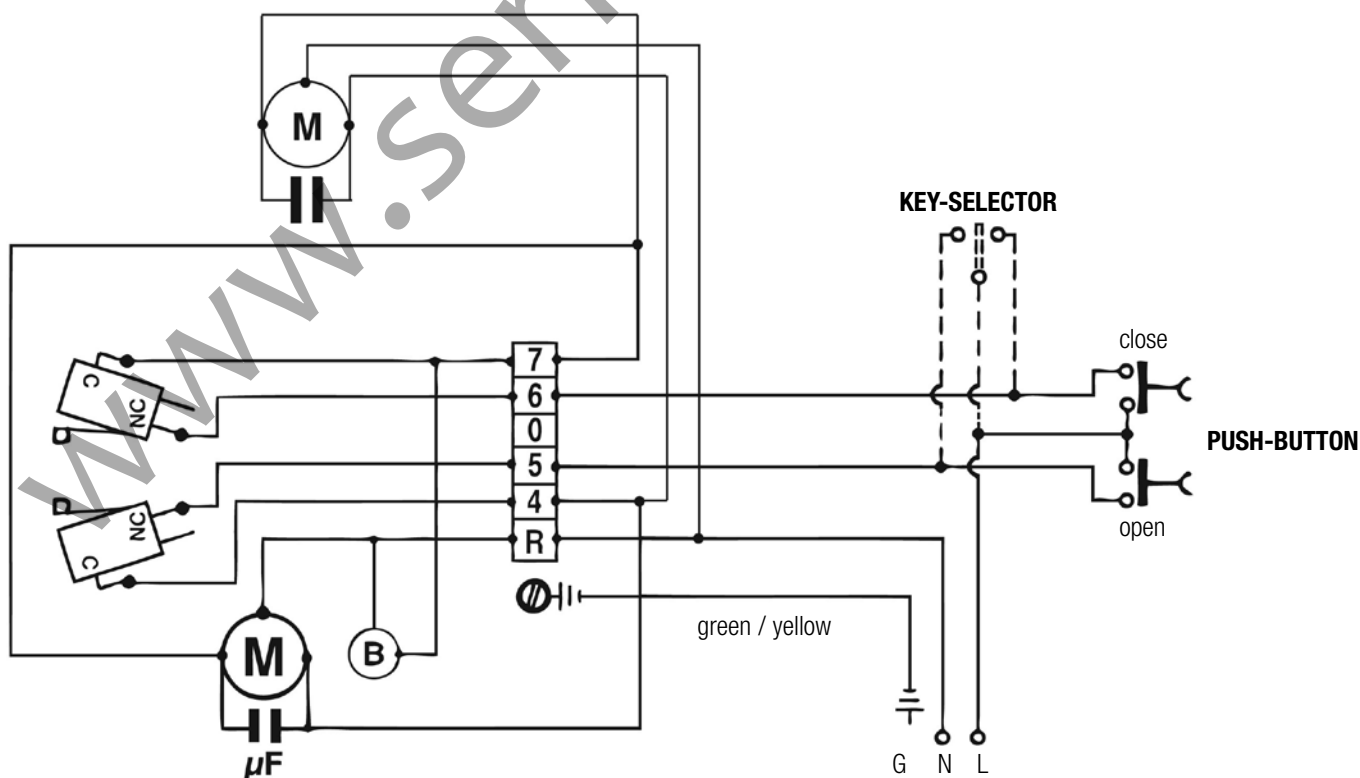 www.ser
M
KEY-SELECTOR
close
C
NC
7
6
0
5
4
R
PUSH-BUTTON
open
NC
C
green / yellow
M
B
µF
G N L